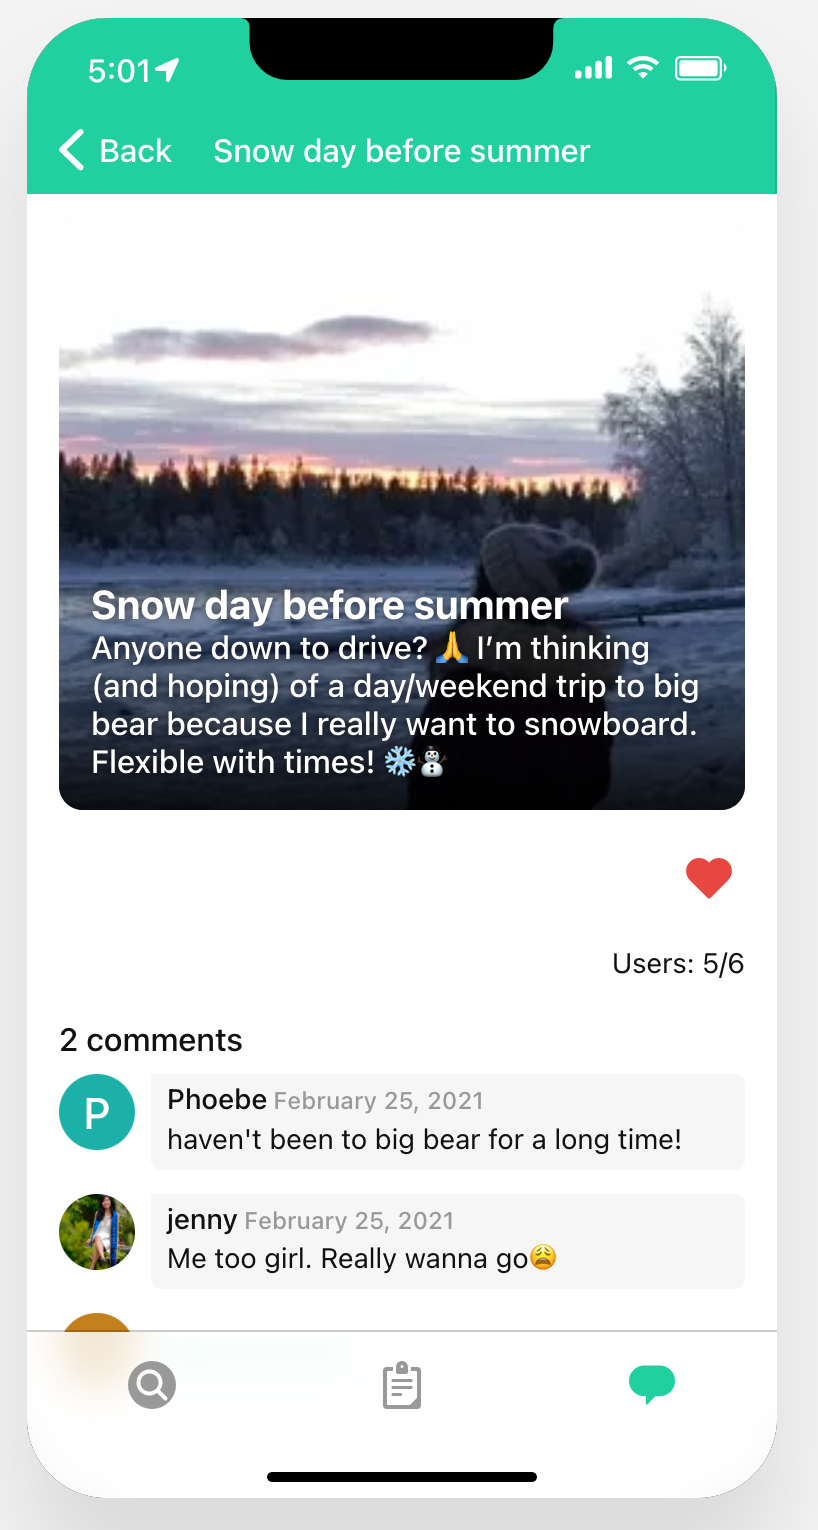 5:01
Back Snow day before summer
Snow day before summer
Anyone down to drive? 🙏 I’m thinking
(and hoping) of a day/weekend trip to big
bear because I really want to snowboard.
Flexible with times! ❄️⛄
Users: 5/6
2 comments
P
Phoebe February 25, 2021
haven't been to big bear for a long time!
jenny February 25, 2021
Me too girl. Really wanna go😩